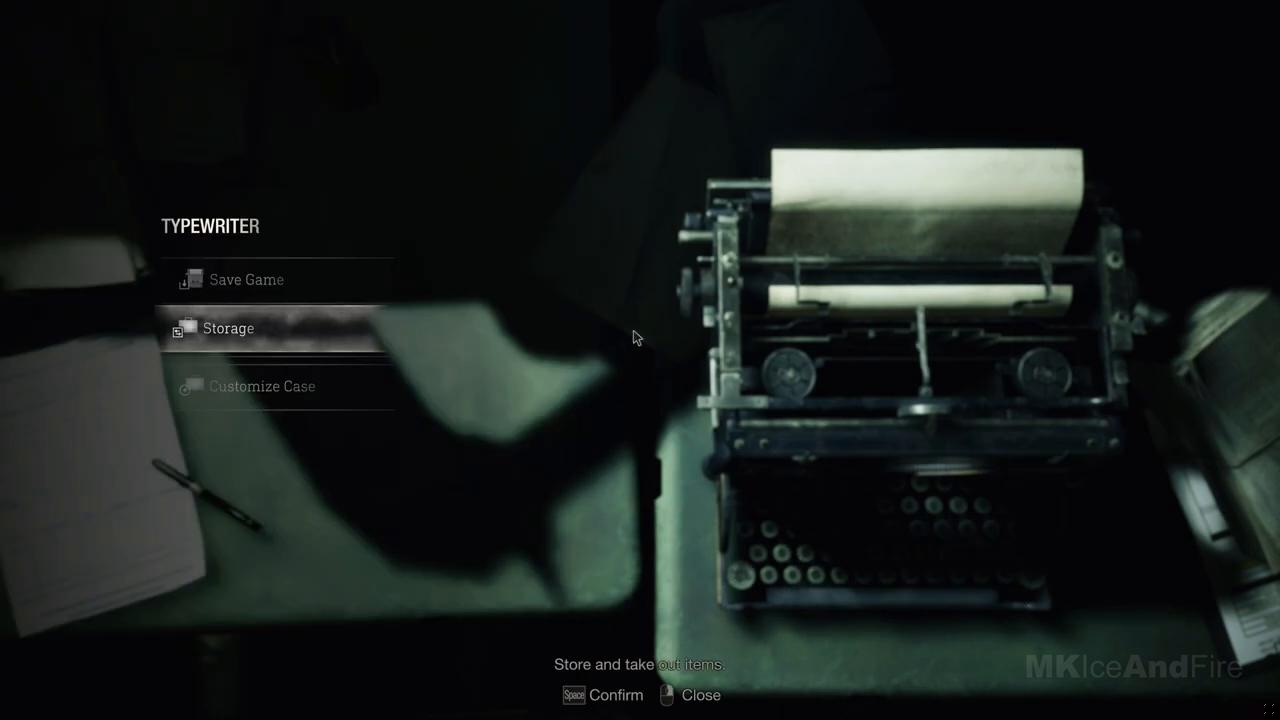 TYPEWRITER
Save Game
Storage
Customize Case
Store and take out items.
Space Confirm Close
MKIceAndFire